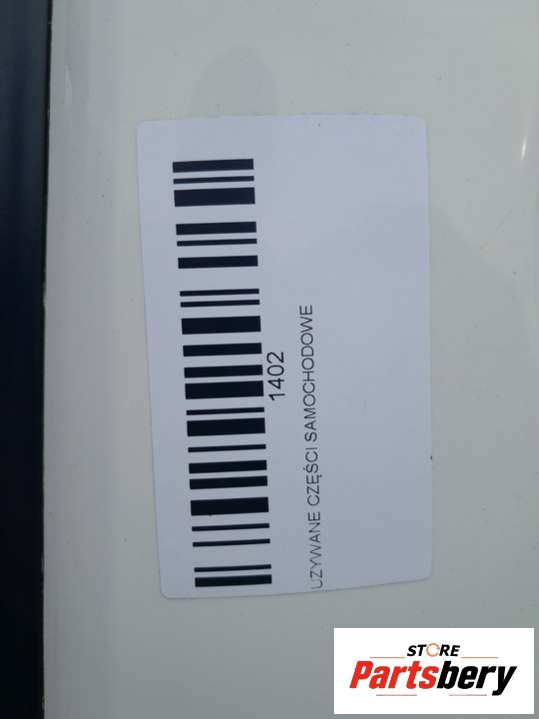 1402
UZYWANE CZĘŚCI SAMOCHODOWE
STORE
Partsbery